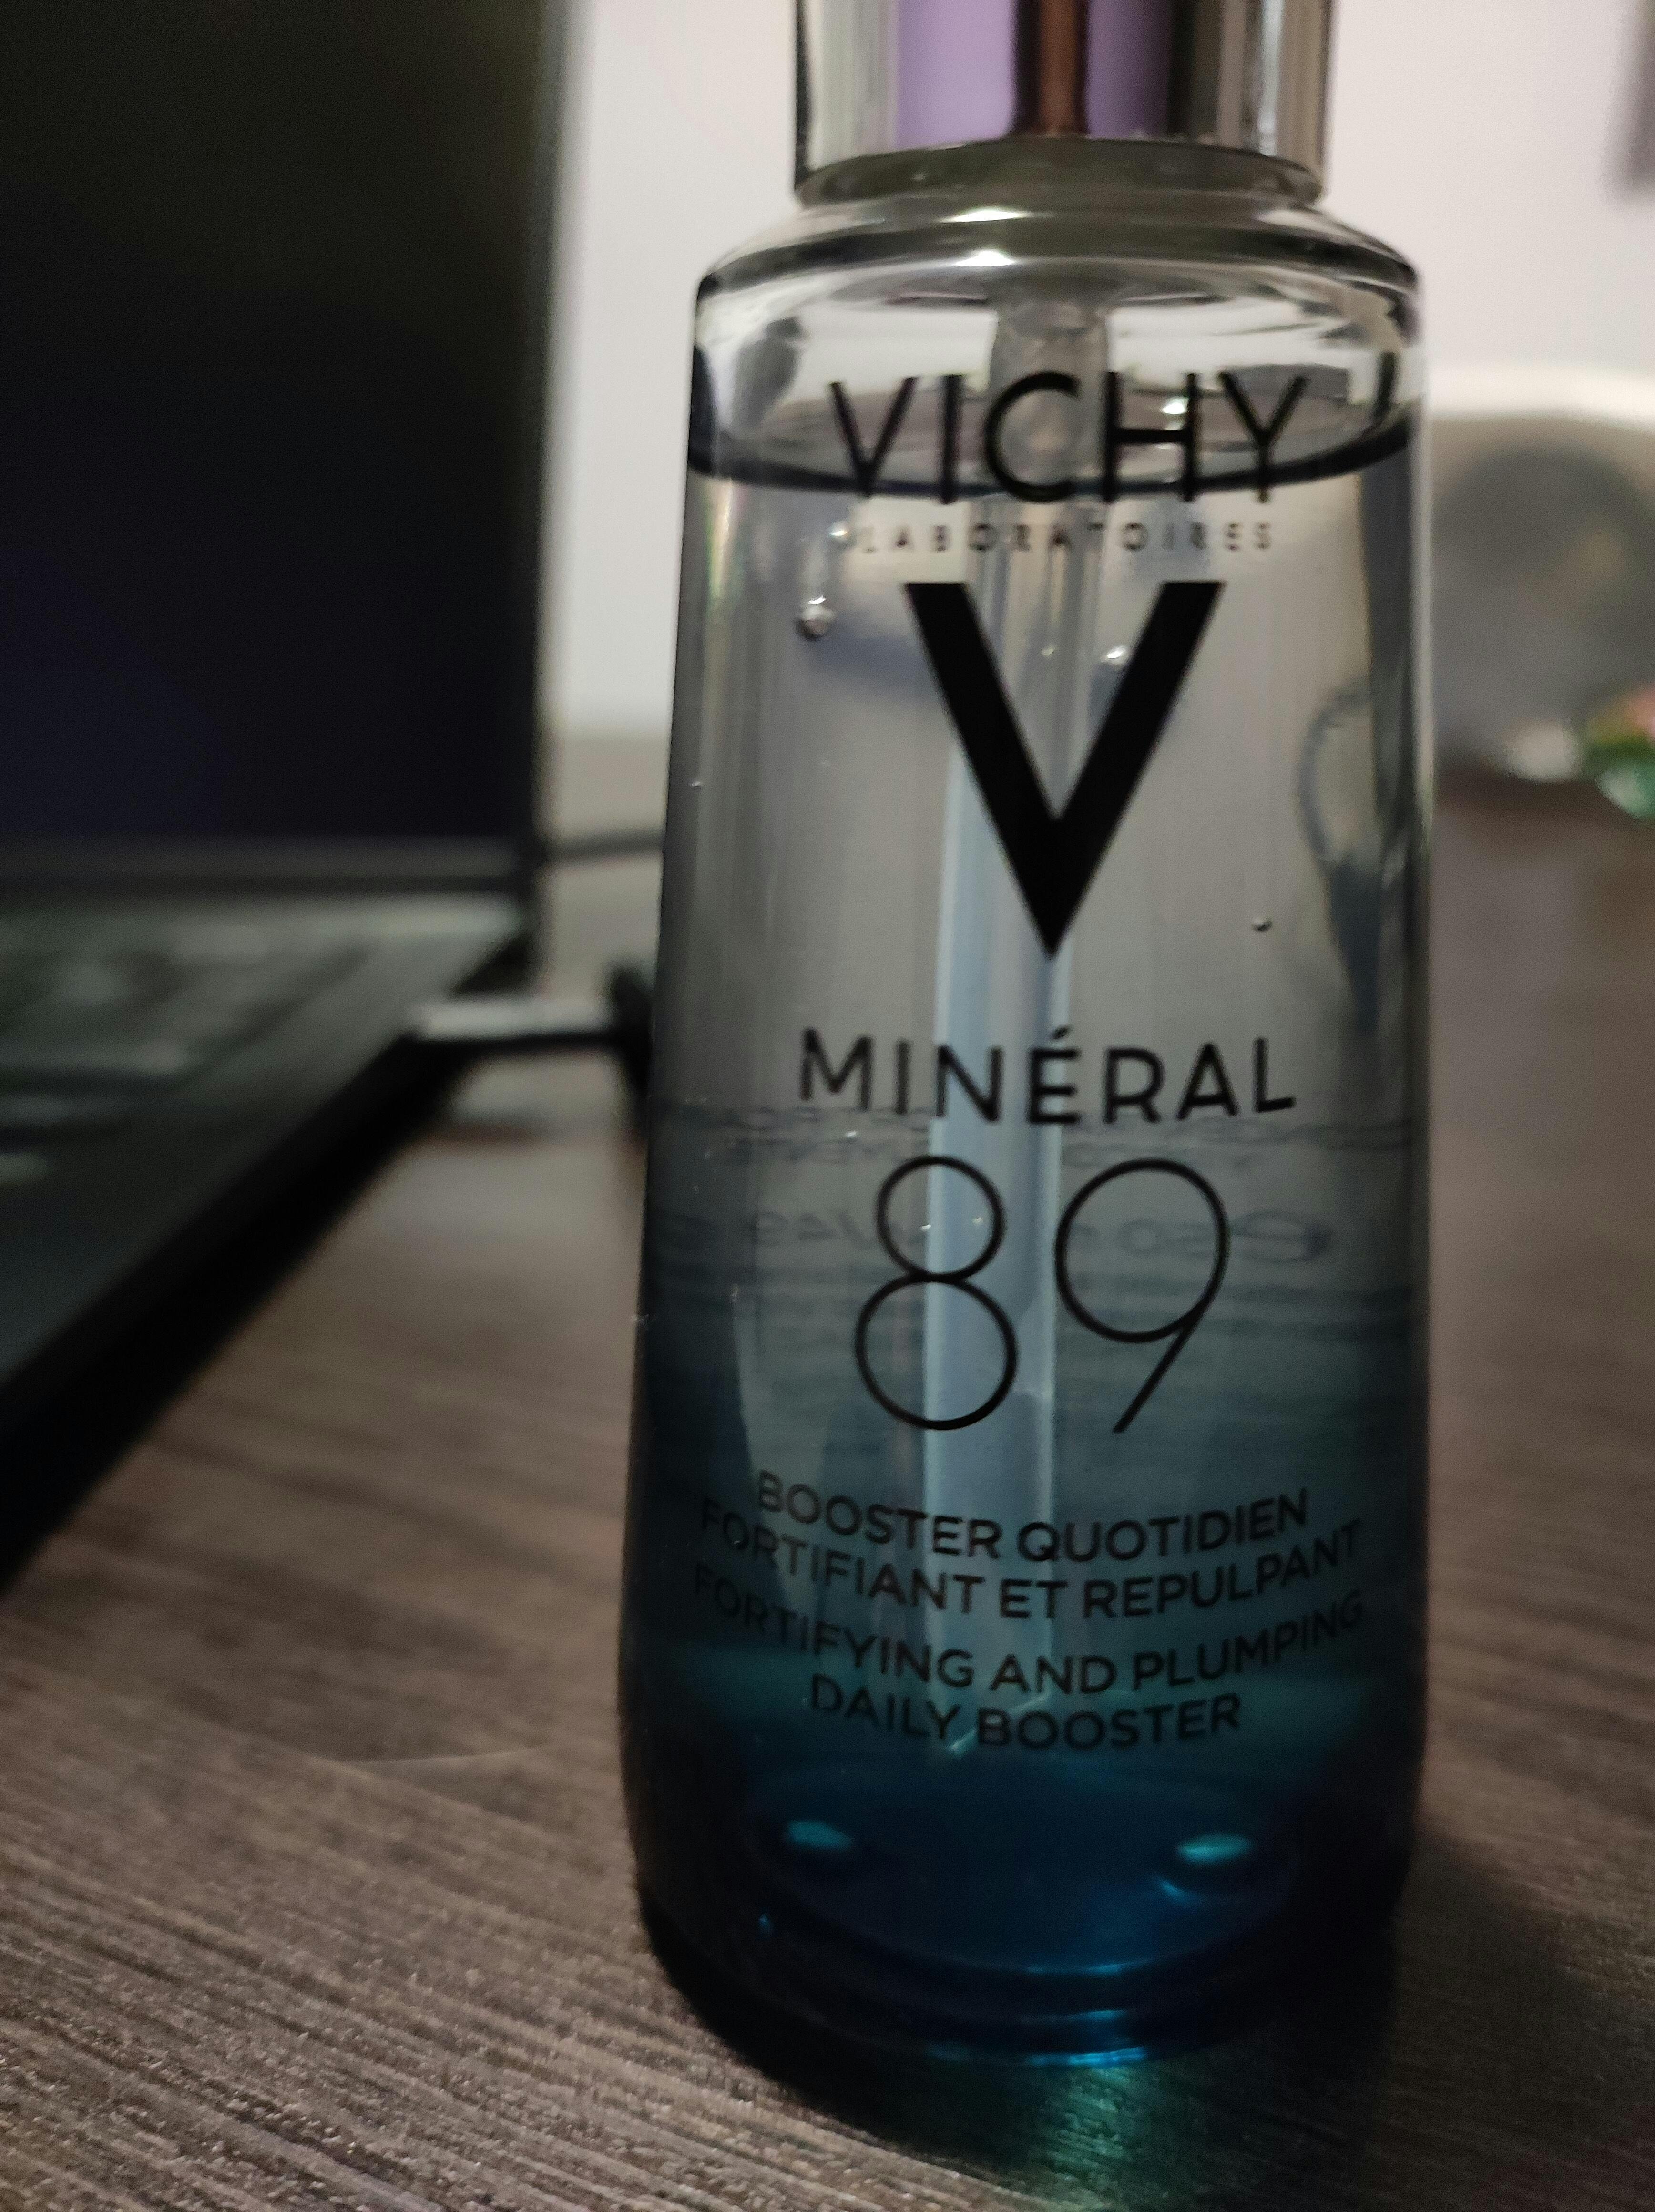 VICHY
LABORATOIRES
V
MINÉRAL
89
BOOSTER QUOTIDIEN
FORTIFIANT ET REPULPANT
FORTIFYING AND PLUMPING
DAILY BOOSTER